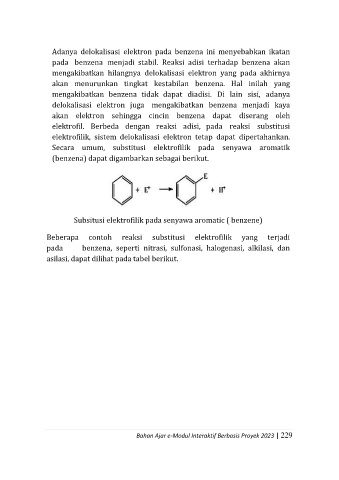 Adanya delokalisasi elektron pada benzena ini menyebabkan ikatan
pada benzena menjadi stabil. Reaksi adisi terhadap benzena akan
mengakibatkan hilangnya delokalisasi elektron yang pada akhirnya
akan menurunkan tingkat kestabilan benzena. Hal inilah yang
mengakibatkan benzena tidak dapat diadisi. Di lain sisi, adanya
delokalisasi elektron juga mengakibatkan benzena menjadi kaya
akan elektron sehingga cincin benzena dapat diserang oleh
elektrofil. Berbeda dengan reaksi adisi, pada reaksi substitusi
elektrofilik, sistem delokalisasi elektron tetap dapat dipertahankan.
Secara umum, substitusi elektrofilik pada senyawa aromatik
(benzena) dapat digambarkan sebagai berikut.
+ E⁺ → E + H⁺
Subsitusi elektrofilik pada senyawa aromatic ( benzene)
Beberapa contoh reaksi substitusi elektrofilik yang terjadi
pada benzena, seperti nitrasi, sulfonasi, halogenasi, alkilasi, dan
asilasi, dapat dilihat pada tabel berikut.
Bahan Ajar e-Modul Interaktif Berbasis Proyek 2023 | 229